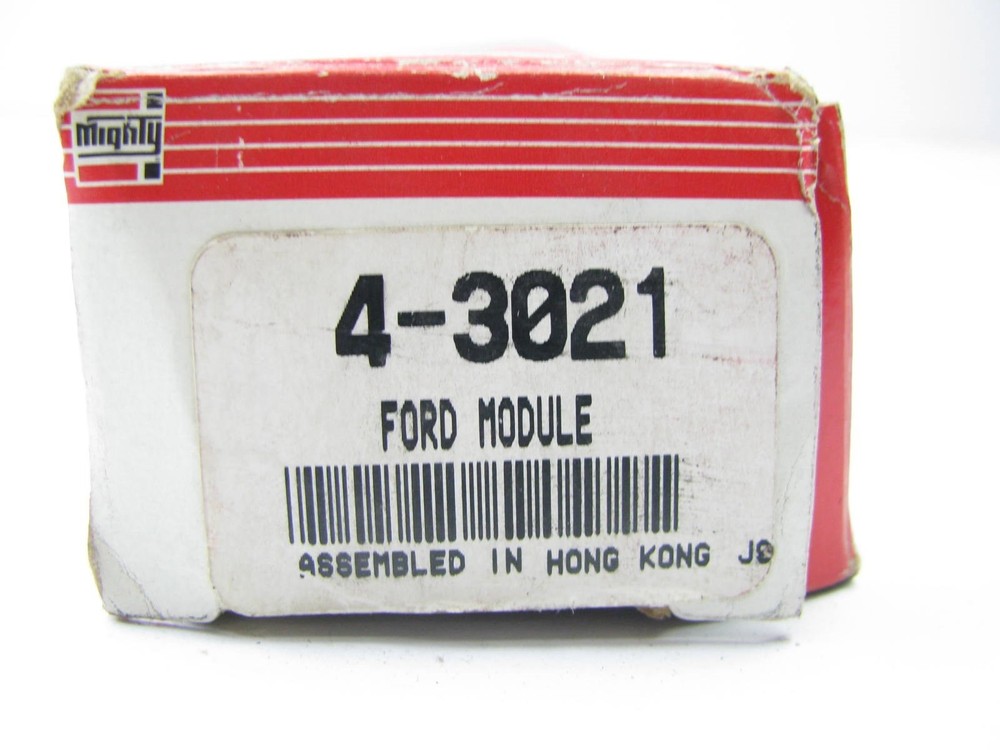 Mighty
4-3021
FORD MODULE
ASSEMBLED IN HONG KONG